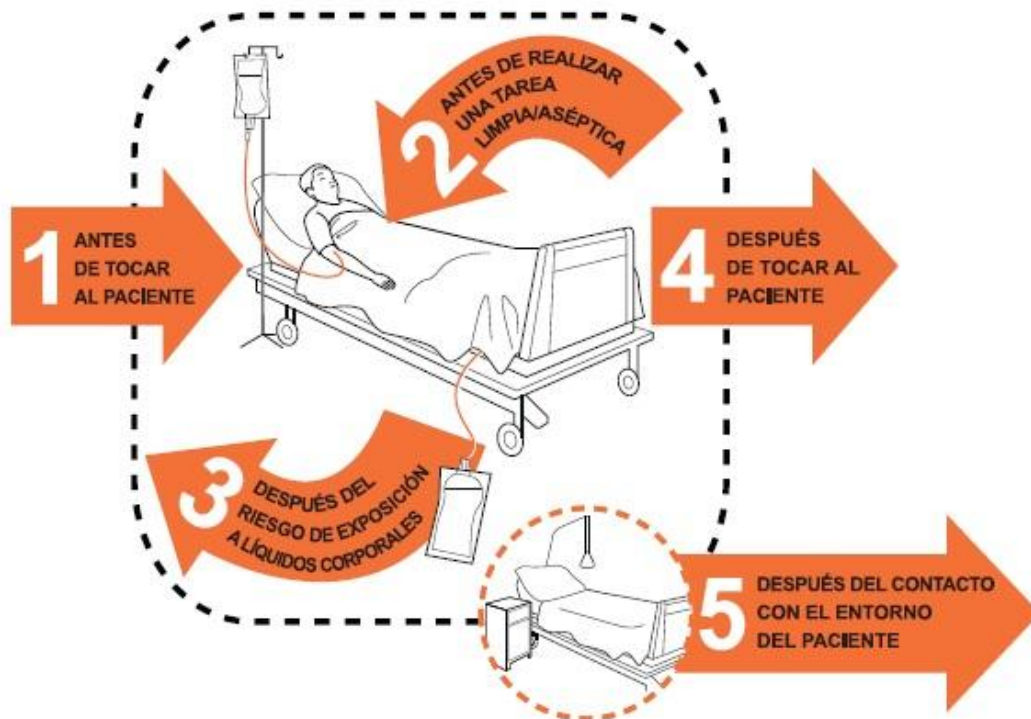 1
ANTES
DE TOCAR
AL PACIENTE
2
ANTES DE REALIZAR
UNA TAREA
LIMPIA/ASÉPTICA
3
DESPUÉS DEL
RIESGO DE EXPOSICIÓN
A LÍQUIDOS CORPORALES
4
DESPUÉS
DE TOCAR AL
PACIENTE
5
DESPUÉS DEL CONTACTO
CON EL ENTORNO
DEL PACIENTE